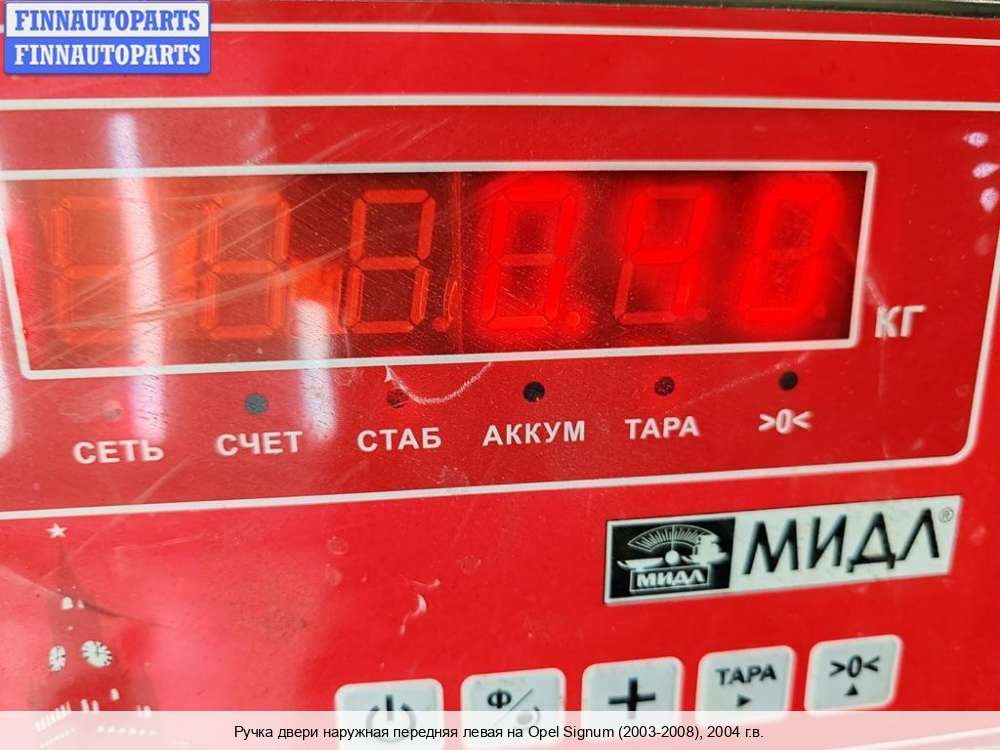 FINNAUTOPARTS
FINNAUTOPARTS
0.40
КГ
СЕТЬ СЧЕТ СТАБ АККУМ ТАРА >0<
МИДЛ МИДЛ®
Ф ТАРА >0<
Ручка двери наружная передняя левая на Opel Signum (2003-2008), 2004 г.в.